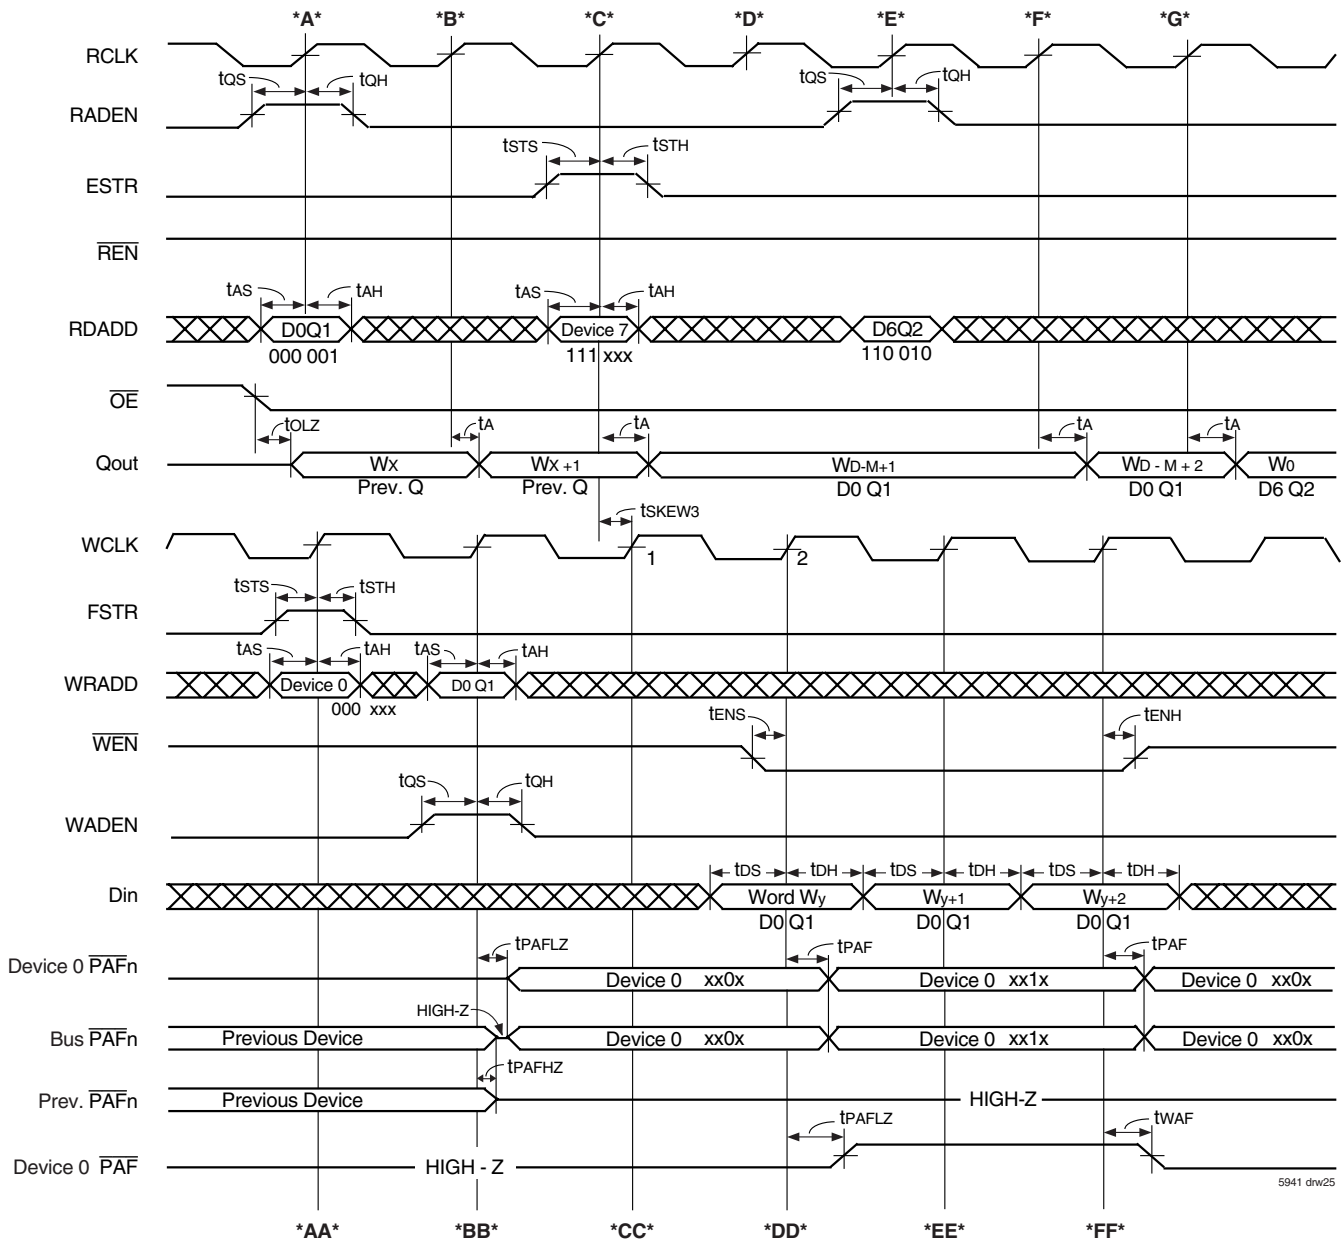 *A* *B* *C* *D* *E* *F* *G*
RCLK
tQS tQH tQS tQH
RADEN
tSTS tSTH
ESTR
REN
tAS tAH tAS tAH
RDADD D0Q1 Device 7 D6Q2
000 001 111 xxx 110 010
OE
tOLZ tA tA tA tA
Qout WX WX +1 WD-M+1 WD - M + 2 W0
Prev. Q Prev. Q D0 Q1 D0 Q1 D6 Q2
tSKEW3
WCLK 1 2
tSTS tSTH
FSTR
tAS tAH tAS tAH
WRADD Device 0 D0 Q1
000 xxx
tENS tENH
WEN
tQS tQH
WADEN
tDS tDH tDS tDH tDS tDH
Din Word Wy Wy+1 Wy+2
D0 Q1 D0 Q1 D0 Q1
tPAFLZ tPAF tPAF
Device 0 PAFn Device 0 xx0x Device 0 xx1x Device 0 xx0x
HIGH-Z
Bus PAFn Previous Device Device 0 xx0x Device 0 xx1x Device 0 xx0x
tPAFHZ
Prev. PAFn Previous Device HIGH-Z
tPAFLZ tWAF
Device 0 PAF HIGH - Z
5941 drw25
*AA* *BB* *CC* *DD* *EE* *FF*